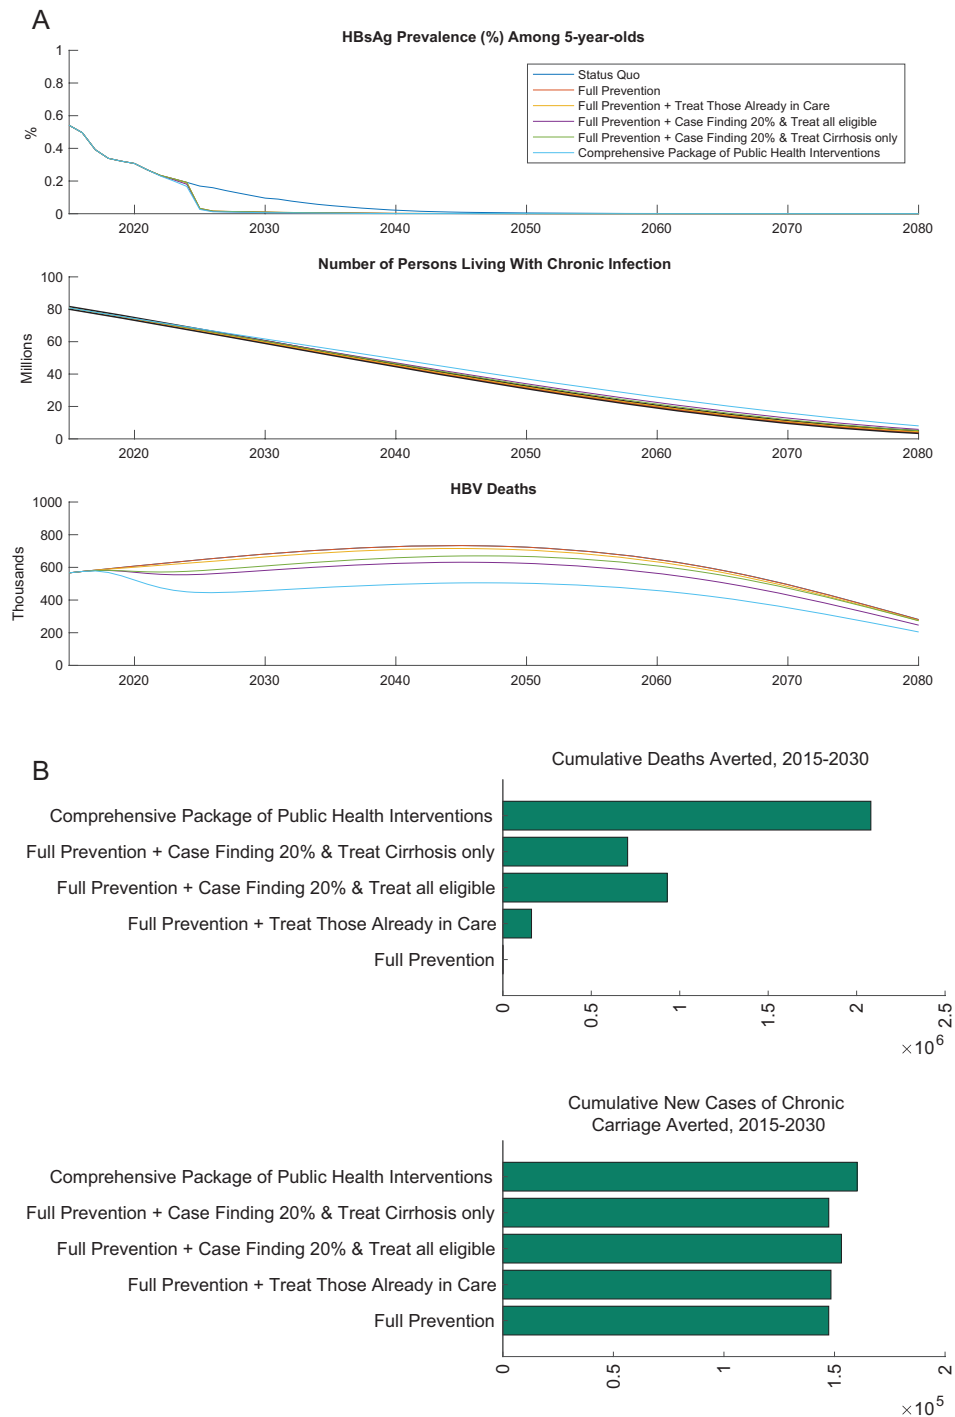 A
HBsAg Prevalence (%) Among 5-year-olds
1
0.8
0.6
0.4
0.2
0
%
Status Quo
Full Prevention
Full Prevention + Treat Those Already in Care
Full Prevention + Case Finding 20% & Treat all eligible
Full Prevention + Case Finding 20% & Treat Cirrhosis only
Comprehensive Package of Public Health Interventions
2020 2030 2040 2050 2060 2070 2080
Number of Persons Living With Chronic Infection
100
80
60
40
20
0
Millions
2020 2030 2040 2050 2060 2070 2080
HBV Deaths
1000
800
600
400
200
0
Thousands
2020 2030 2040 2050 2060 2070 2080
B
Cumulative Deaths Averted, 2015-2030
Comprehensive Package of Public Health Interventions
Full Prevention + Case Finding 20% & Treat Cirrhosis only
Full Prevention + Case Finding 20% & Treat all eligible
Full Prevention + Treat Those Already in Care
Full Prevention
0 0.5 1 1.5 2 2.5
×10⁶
Cumulative New Cases of Chronic
Carriage Averted, 2015-2030
Comprehensive Package of Public Health Interventions
Full Prevention + Case Finding 20% & Treat Cirrhosis only
Full Prevention + Case Finding 20% & Treat all eligible
Full Prevention + Treat Those Already in Care
Full Prevention
0 0.5 1 1.5 2
×10⁵